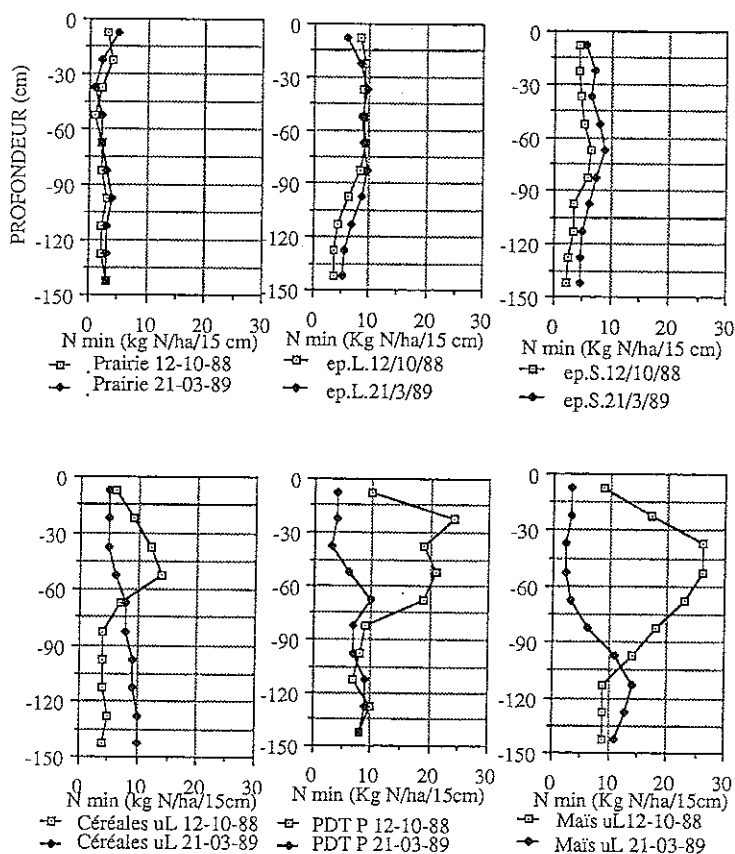 PROFONDEUR (cm)
0
-30
-60
-90
-120
-150
0 10 20 30
N min (kg N/ha/15 cm)
Prairie 12-10-88
Prairie 21-03-89
0
-30
-60
-90
-120
-150
0 10 20 30
N min (Kg N/ha/15 cm)
ep.L.12/10/88
ep.L.21/3/89
0
-30
-60
-90
-120
-150
0 10 20 30
N min (Kg N/ha/15 cm)
ep.S.12/10/88
ep.S.21/3/89
0
-30
-60
-90
-120
-150
0 10 20 30
N min (kg N/ha/15cm)
Céréales uL 12-10-88
Céréales uL 21-03-89
0
-30
-60
-90
-120
-150
0 10 20 30
N min (kg N/ha/15cm)
PDT P 12-10-88
PDT P 21-03-89
0
-30
-60
-90
-120
-150
0 10 20 30
N min (kg N/ha/15cm)
Maïs uL12-10-88
Maïs uL 21-03-89